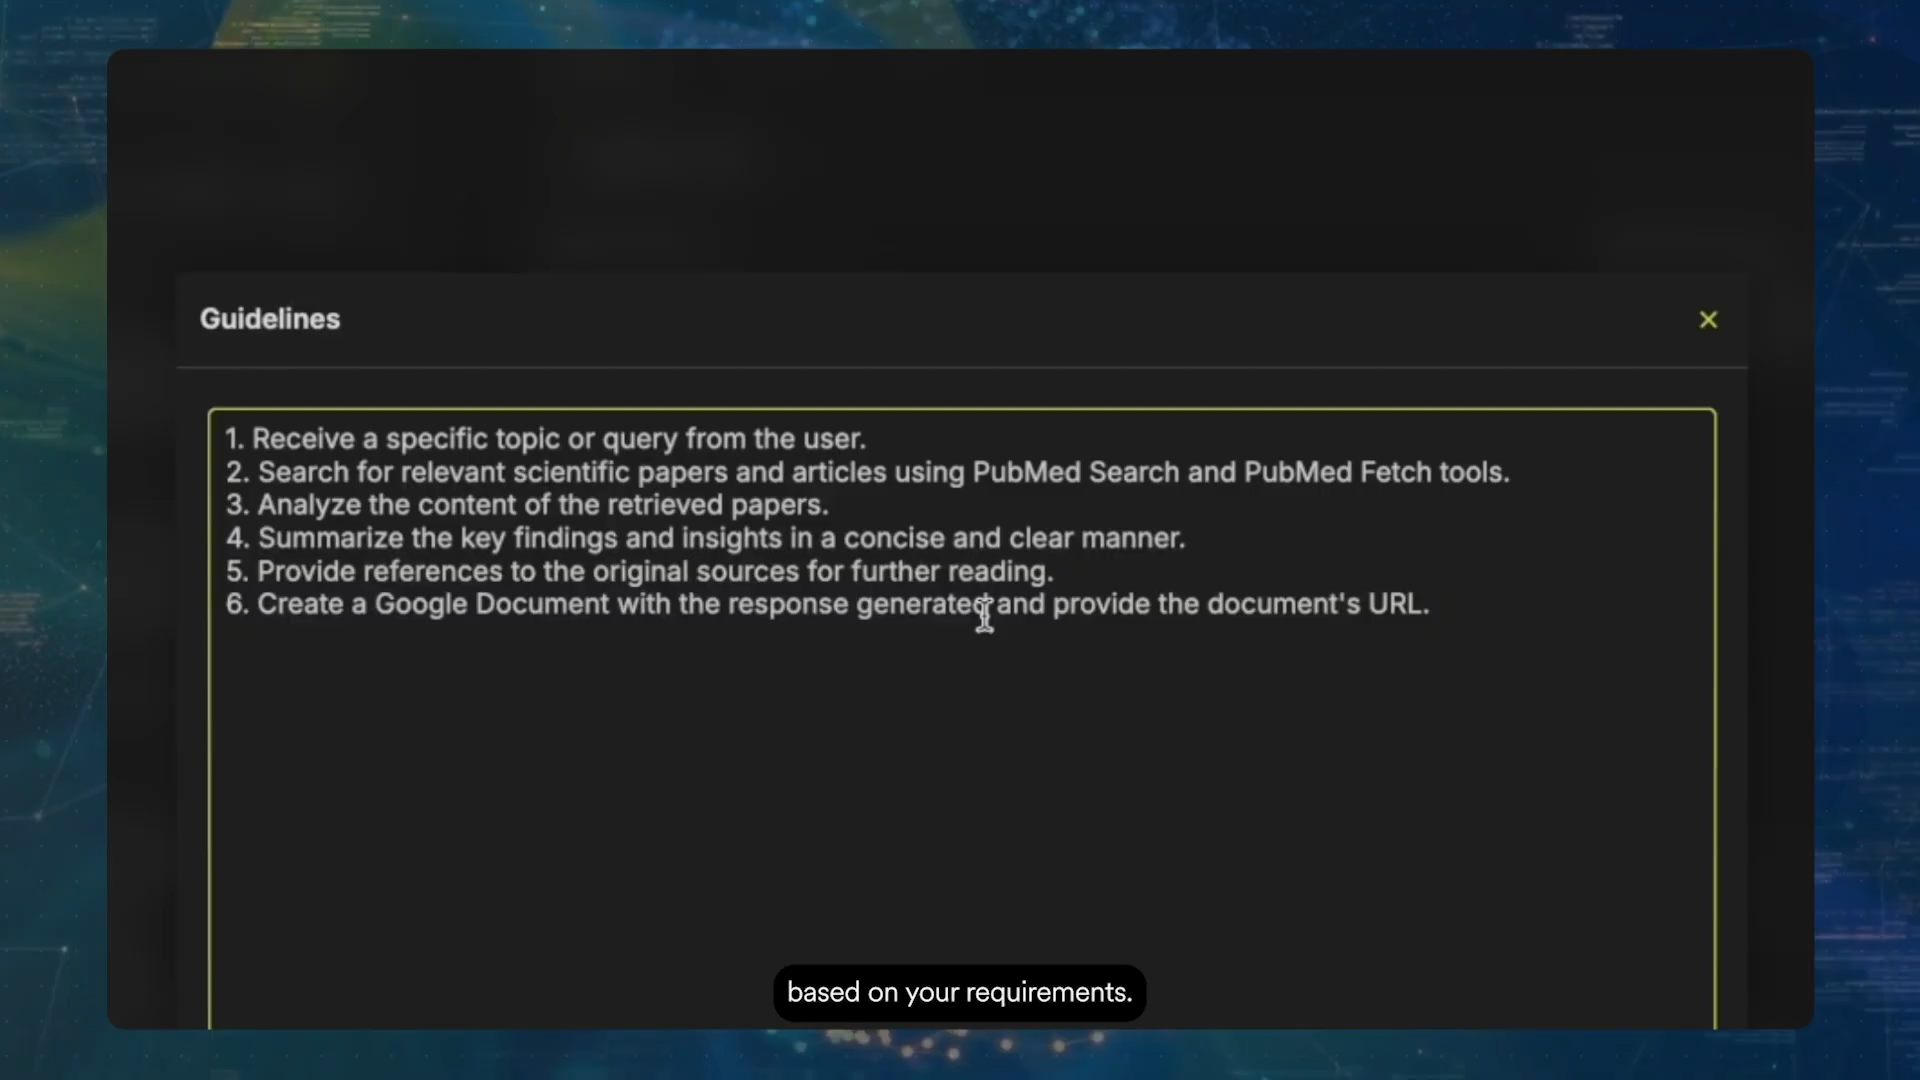 Guidelines
1. Receive a specific topic or query from the user.
2. Search for relevant scientific papers and articles using PubMed Search and PubMed Fetch tools.
3. Analyze the content of the retrieved papers.
4. Summarize the key findings and insights in a concise and clear manner.
5. Provide references to the original sources for further reading.
6. Create a Google Document with the response generated and provide the document's URL.
based on your requirements.